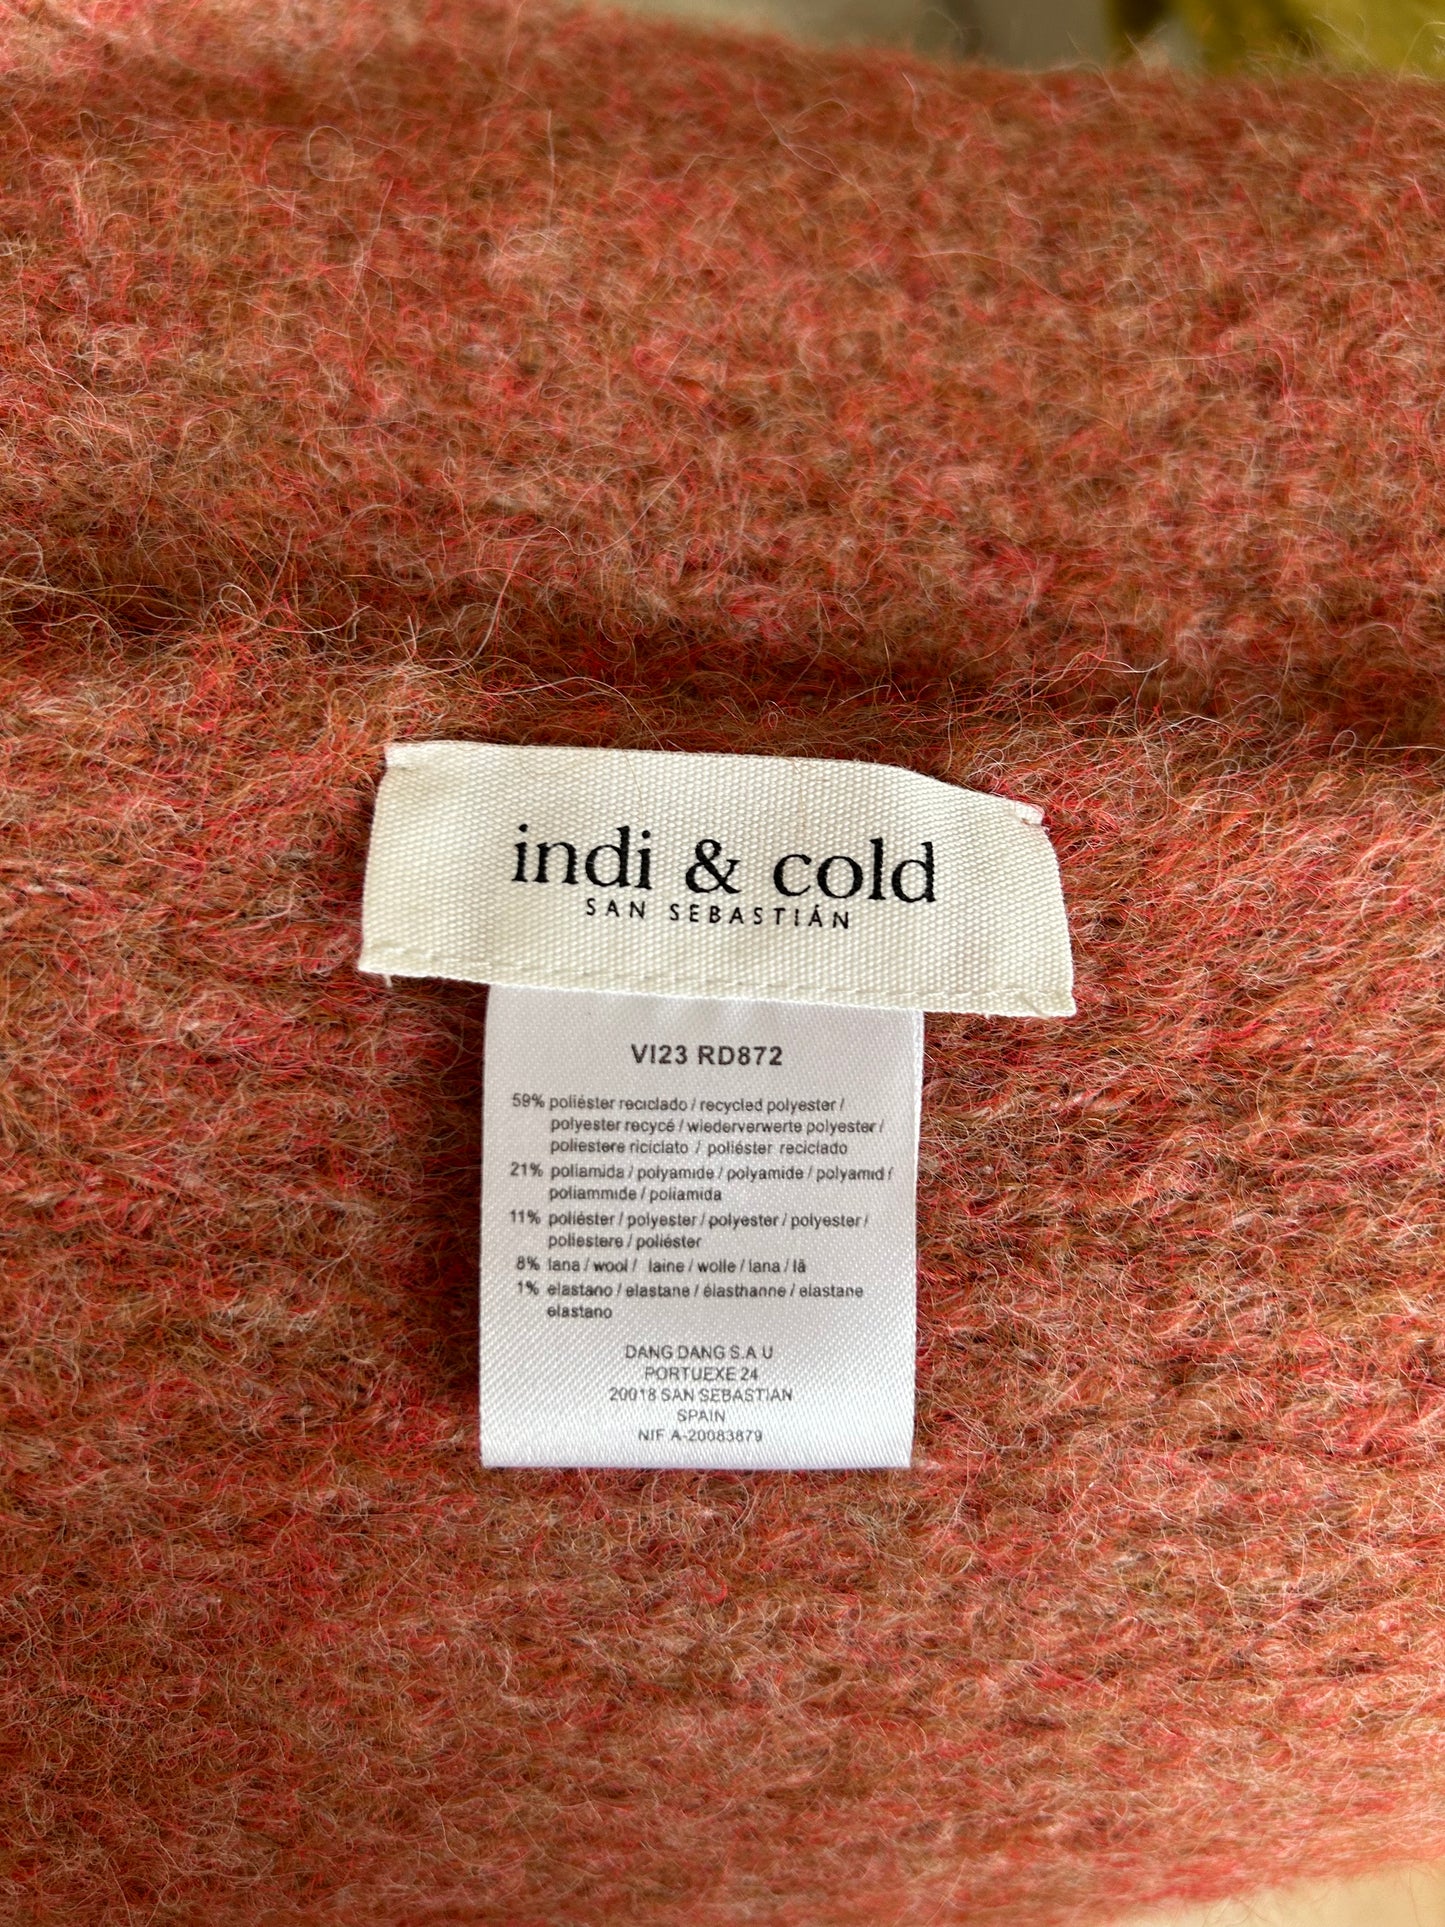 indi & cold
SAN SEBASTIÁN
VI23 RD872
59% poliéster reciclado / recycled polyester /
polyester recycé / wiederverwerte polyester /
poliestere riciclato / poliéster reciclado
21% poliamida / polyamide / polyamide / polyamid /
poliammide / poliamida
11% poliéster / polyester / polyester / polyester /
poliestere / poliéster
8% lana / wool / laine / wolle / lana / lã
1% elastano / elastane / élasthanne / elastane
elastano
DANG DANG S.A U
PORTUEXE 24
20018 SAN SEBASTIAN
SPAIN
NIF A-20083879